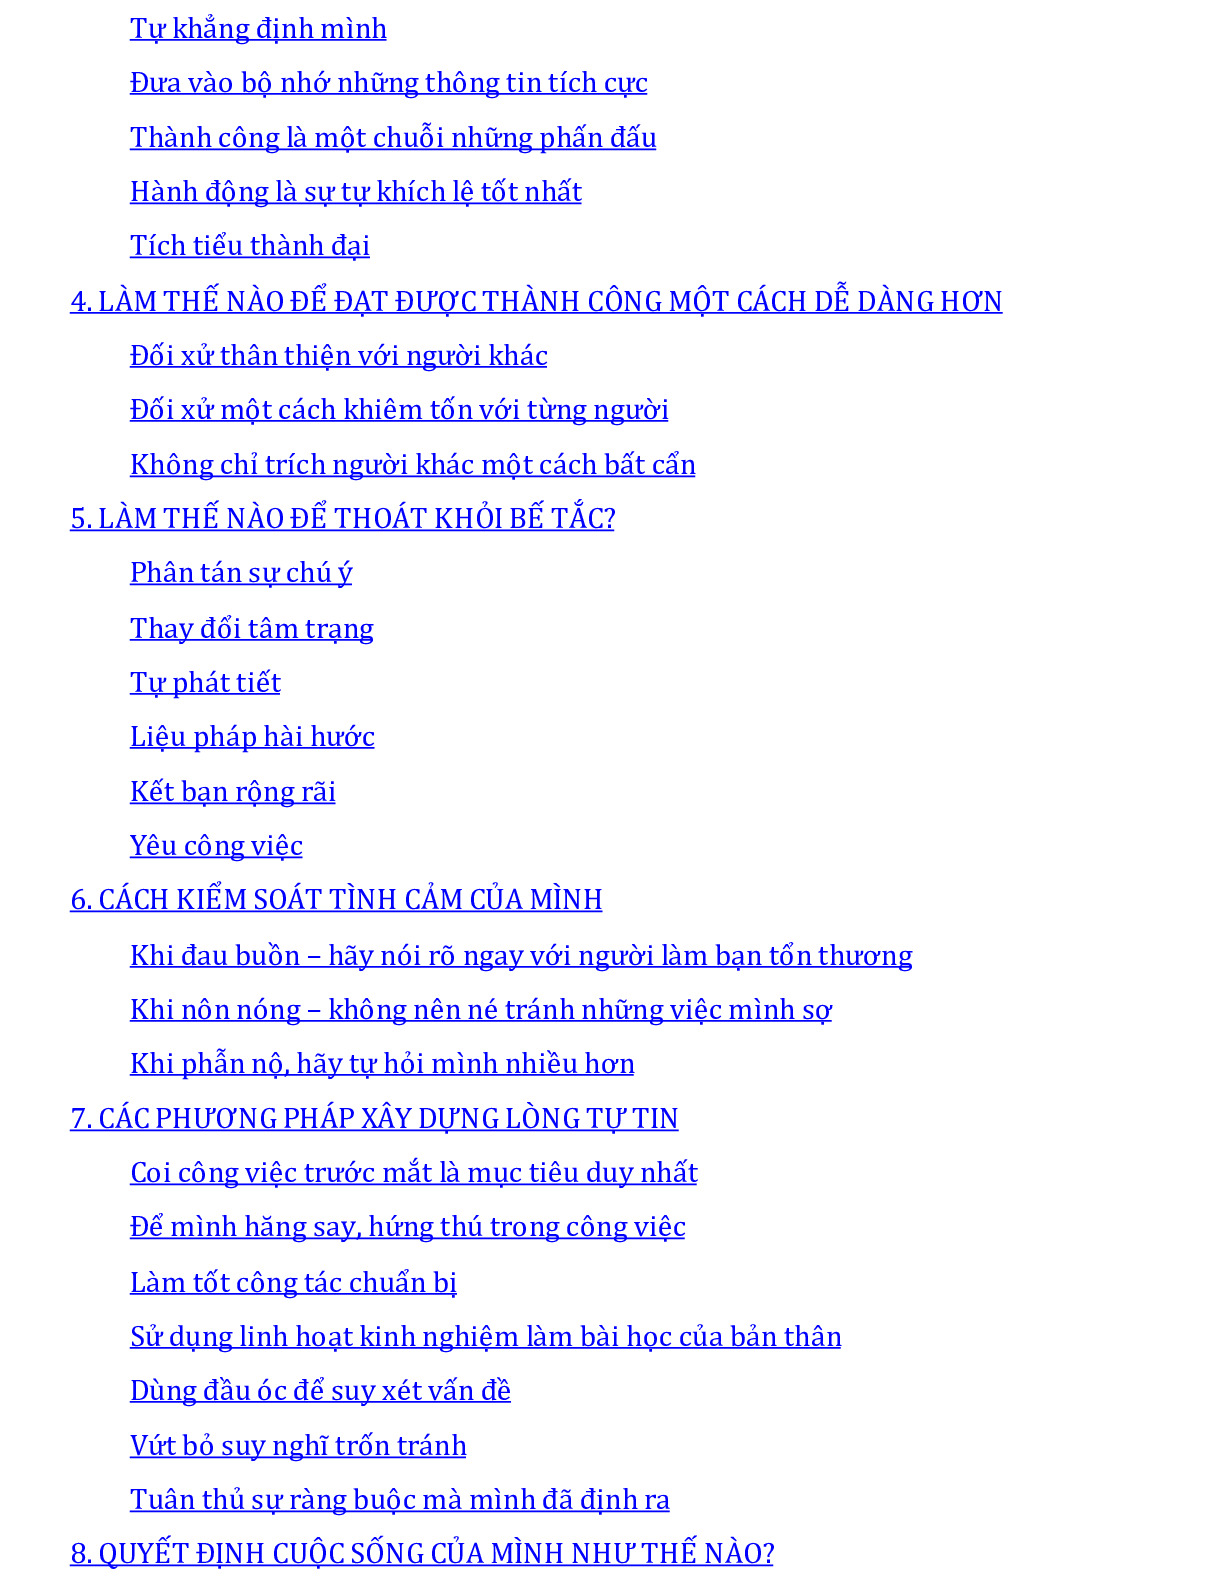 Tự khẳng định mình
Đưa vào bộ nhớ những thông tin tích cực
Thành công là một chuỗi những phấn đấu
Hành động là sự tự khích lệ tốt nhất
Tích tiểu thành đại
4. LÀM THẾ NÀO ĐỂ ĐẠT ĐƯỢC THÀNH CÔNG MỘT CÁCH DỄ DÀNG HƠN
Đối xử thân thiện với người khác
Đối xử một cách khiêm tốn với từng người
Không chỉ trích người khác một cách bất cẩn
5. LÀM THẾ NÀO ĐỂ THOÁT KHỎI BẾ TẮC?
Phân tán sự chú ý
Thay đổi tâm trạng
Tự phát tiết
Liệu pháp hài hước
Kết bạn rộng rãi
Yêu công việc
6. CÁCH KIỂM SOÁT TÌNH CẢM CỦA MÌNH
Khi đau buồn – hãy nói rõ ngay với người làm bạn tổn thương
Khi nôn nóng – không nên né tránh những việc mình sợ
Khi phẫn nộ, hãy tự hỏi mình nhiều hơn
7. CÁC PHƯƠNG PHÁP XÂY DỰNG LÒNG TỰ TIN
Coi công việc trước mắt là mục tiêu duy nhất
Để mình hăng say, hứng thú trong công việc
Làm tốt công tác chuẩn bị
Sử dụng linh hoạt kinh nghiệm làm bài học của bản thân
Dùng đầu óc để suy xét vấn đề
Vứt bỏ suy nghĩ trốn tránh
Tuân thủ sự ràng buộc mà mình đã định ra
8. QUYẾT ĐỊNH CUỘC SỐNG CỦA MÌNH NHƯ THẾ NÀO?